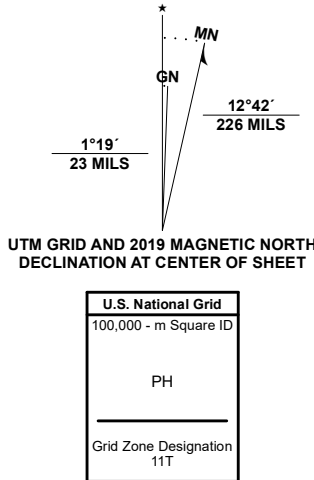 ★
MN
GN
12°42´
226 MILS
1°19´
23 MILS
UTM GRID AND 2019 MAGNETIC NORTH
DECLINATION AT CENTER OF SHEET
U.S. National Grid
100,000 - m Square ID
PH
Grid Zone Designation
11T